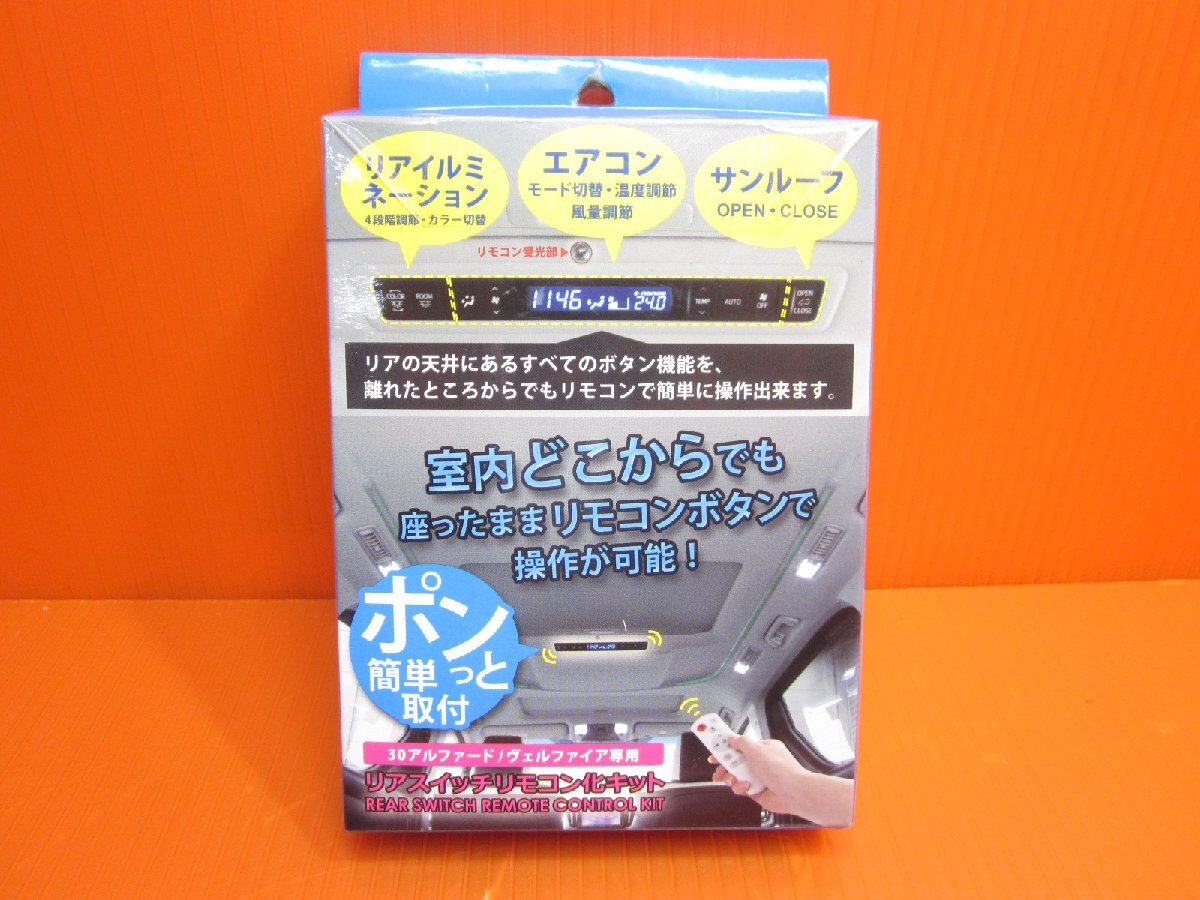 リアイルミ
ネーション
4段階調節・カラー切替
エアコン
モード切替・温度調節
風量調節
サンルーフ
OPEN・CLOSE
リモコン受光部▶
COLOR
ROOM
1146
24.0
TEMP
AUTO
OFF
OPEN
CLOSE
リアの天井にあるすべてのボタン機能を、
離れたところからでもリモコンで簡単に操作出来ます。
室内どこからでも
座ったままリモコンボタンで
操作が可能！
ポンっと
簡単
取付
30アルファード/ヴェルファイア専用
リアスイッチリモコン化キット
REAR SWITCH REMOTE CONTROL KIT